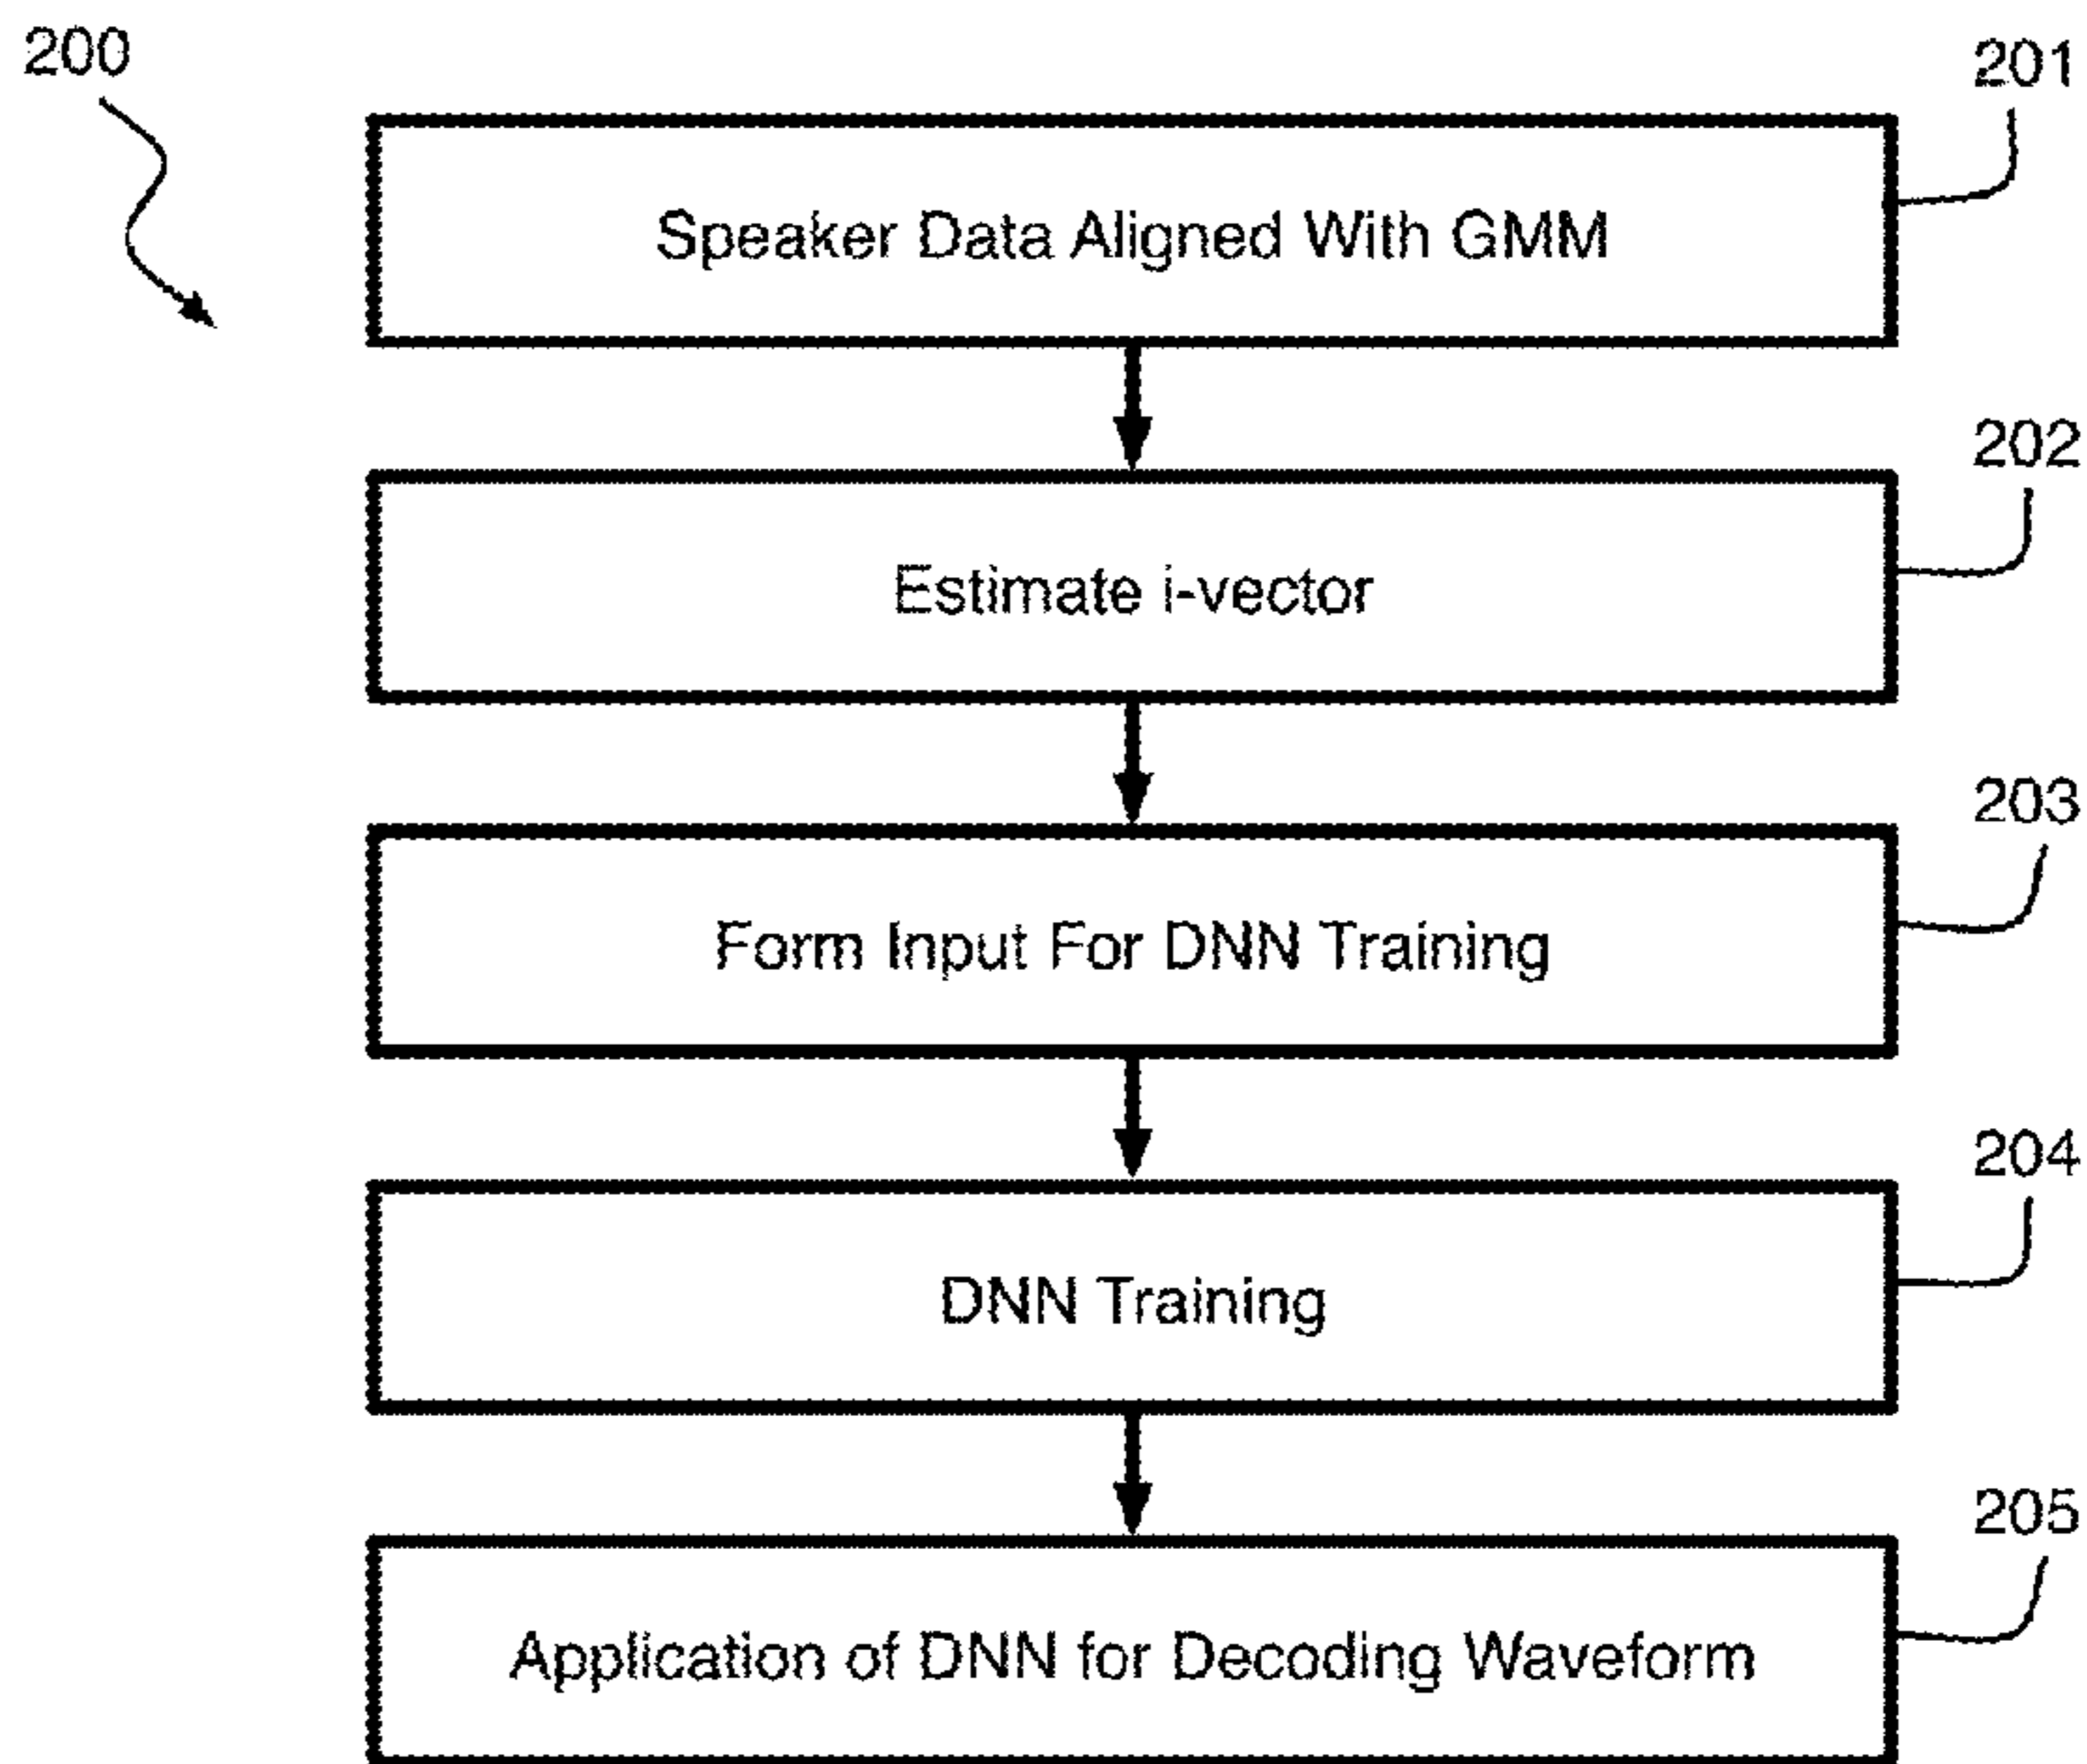 200
201
Speaker Data Aligned With GMM
202
Estimate i-vector
203
Form Input For DNN Training
204
DNN Training
205
Application of DNN for Decoding Waveform